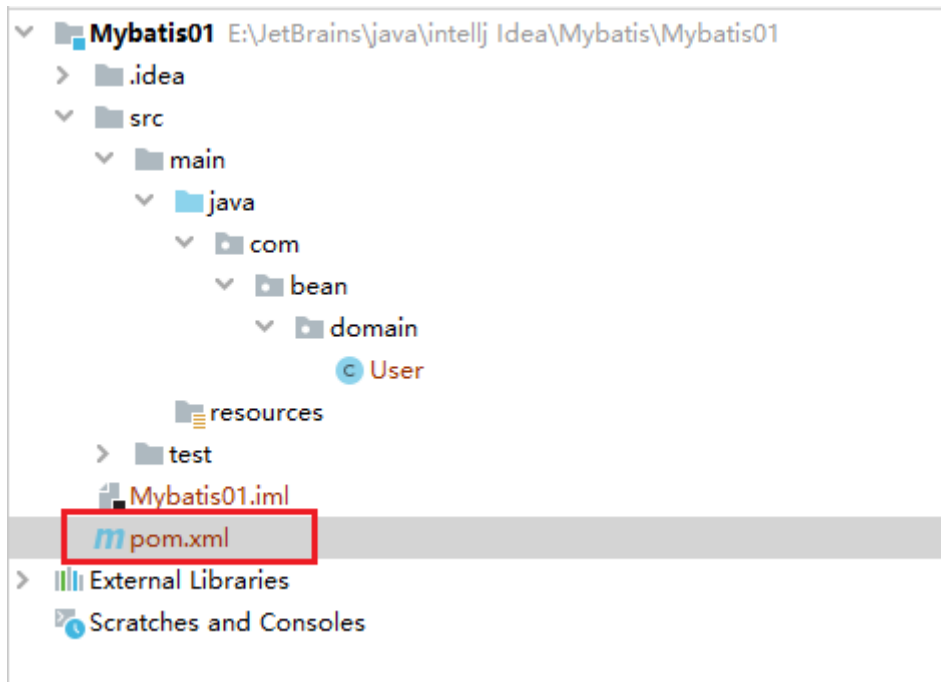 Mybatis01 E:\JetBrains\java\intellj Idea\Mybatis\Mybatis01
.idea
src
main
java
com
bean
domain
C User
resources
test
Mybatis01.iml
m pom.xml
External Libraries
Scratches and Consoles